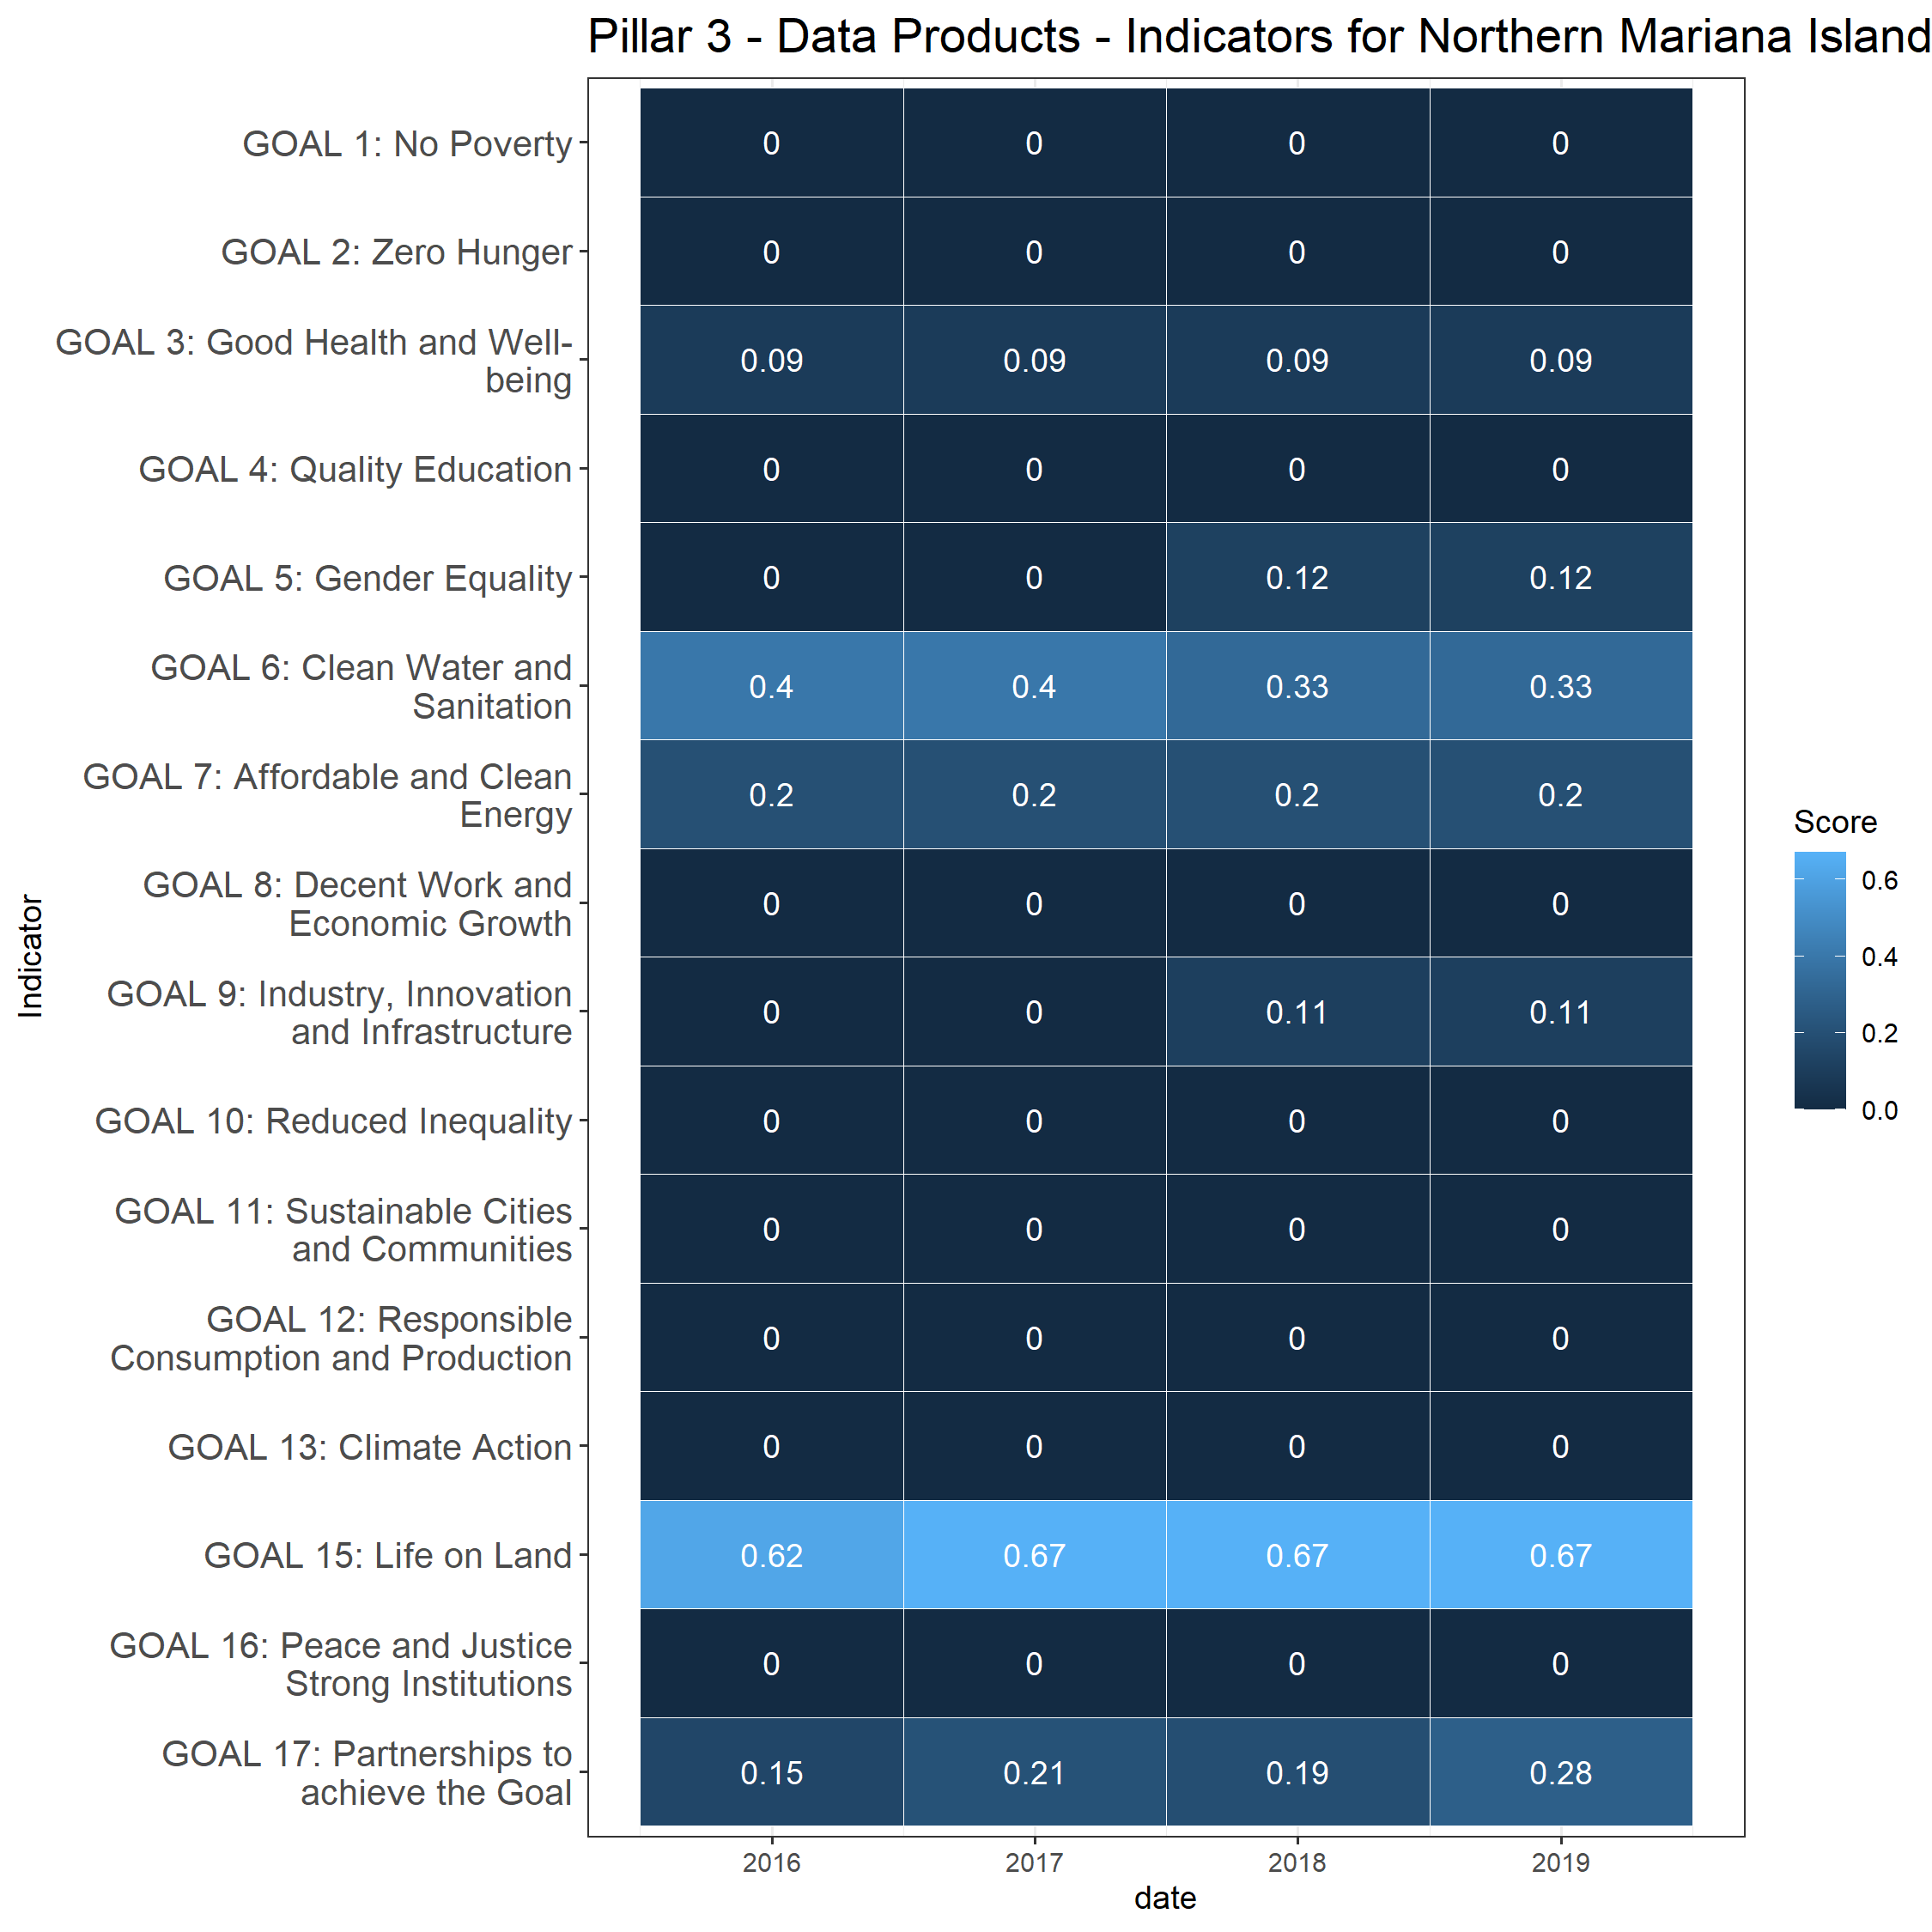 Pillar 3 - Data Products - Indicators for Northern Mariana Island
GOAL 1: No Poverty
0 0 0 0
GOAL 2: Zero Hunger
0 0 0 0
GOAL 3: Good Health and Well-
being
0.09 0.09 0.09 0.09
GOAL 4: Quality Education
0 0 0 0
GOAL 5: Gender Equality
0 0 0.12 0.12
GOAL 6: Clean Water and
Sanitation
0.4 0.4 0.33 0.33
GOAL 7: Affordable and Clean
Energy
0.2 0.2 0.2 0.2
GOAL 8: Decent Work and
Economic Growth
0 0 0 0
GOAL 9: Industry, Innovation
and Infrastructure
0 0 0.11 0.11
GOAL 10: Reduced Inequality
0 0 0 0
GOAL 11: Sustainable Cities
and Communities
0 0 0 0
GOAL 12: Responsible
Consumption and Production
0 0 0 0
GOAL 13: Climate Action
0 0 0 0
GOAL 15: Life on Land
0.62 0.67 0.67 0.67
GOAL 16: Peace and Justice
Strong Institutions
0 0 0 0
GOAL 17: Partnerships to
achieve the Goal
0.15 0.21 0.19 0.28
2016 2017 2018 2019
date
Indicator
Score
0.6
0.4
0.2
0.0